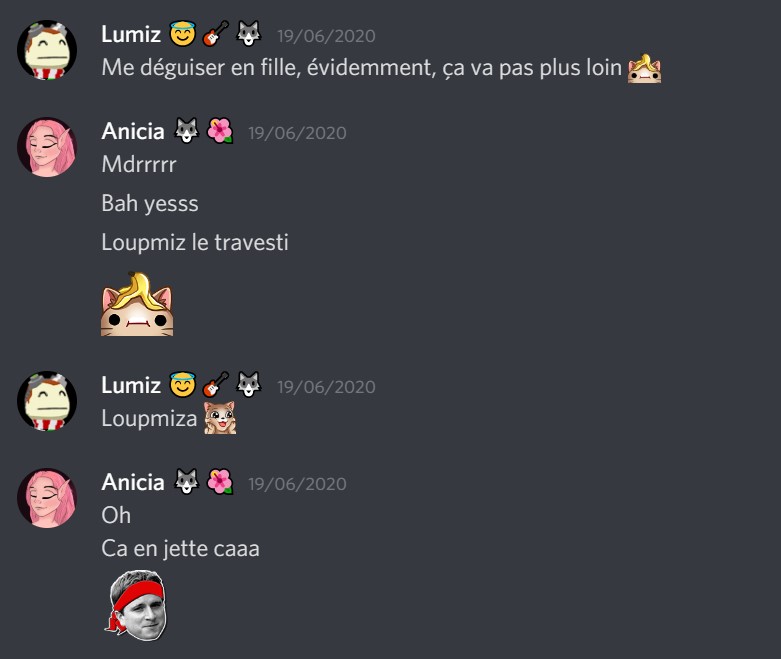 Lumiz 😇 🎸 🐺 19/06/2020
Me déguiser en fille, évidemment, ça va pas plus loin
Anicia 🐺 🌺 19/06/2020
Mdrrrrr
Bah yesss
Loupmiz le travesti
Lumiz 😇 🎸 🐺 19/06/2020
Loupmiza
Anicia 🐺 🌺 19/06/2020
Oh
Ca en jette caaa